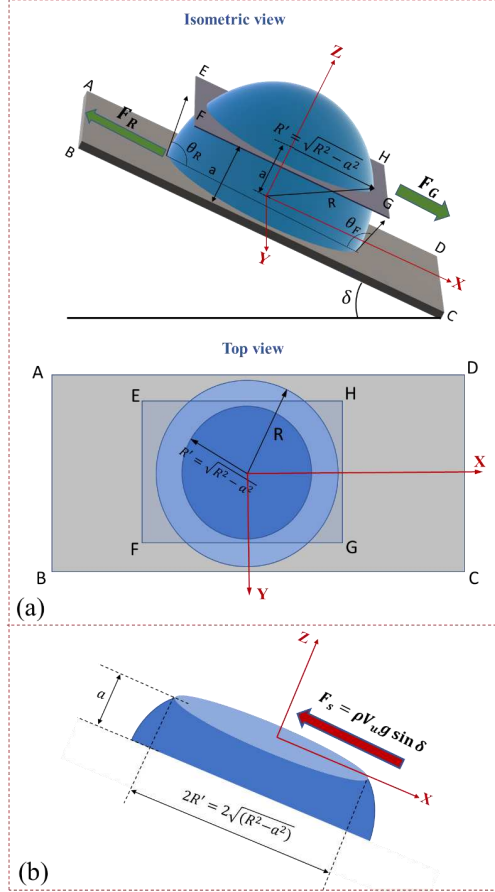 Isometric view
Z
E
A
F_R
F
H
B
R' = √R²−a²
θ_R
a
a
R
G
F_G
θ_F
D
Y
X
δ
C
Top view
A
D
E
H
R
R' = √R²−a²
X
F
G
B
C
(a)
Y
Z
a
F_s = ρV_u g sin δ
X
2R' = 2√(R²−a²)
(b)